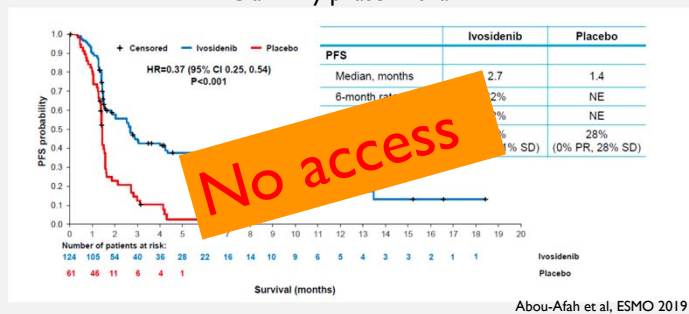 Ivosidenib Placebo
PFS
Median, months 2.7 1.4
6-month NE
NE
28%
SD) (0% PR, 28% SD)
Censored Ivosidenib Placebo
HR=0.37 (95% CI 0.25, 0.54)
P<0.001
PFS probability
1.0
0.9
0.8
0.7
0.6
0.5
0.4
0.3
0.2
0.1
0.0
No access
0 1 2 3 4 5 7 8 9 10 11 12 13 14 15 16 17 18 19 20
Number of patients at risk:
124 105 54 40 36 28 22 16 14 10 9 6 5 4 3 3 2 1 1 Ivosidenib
61 46 11 6 4 1 Placebo
Survival (months)
Abou-Afah et al, ESMO 2019